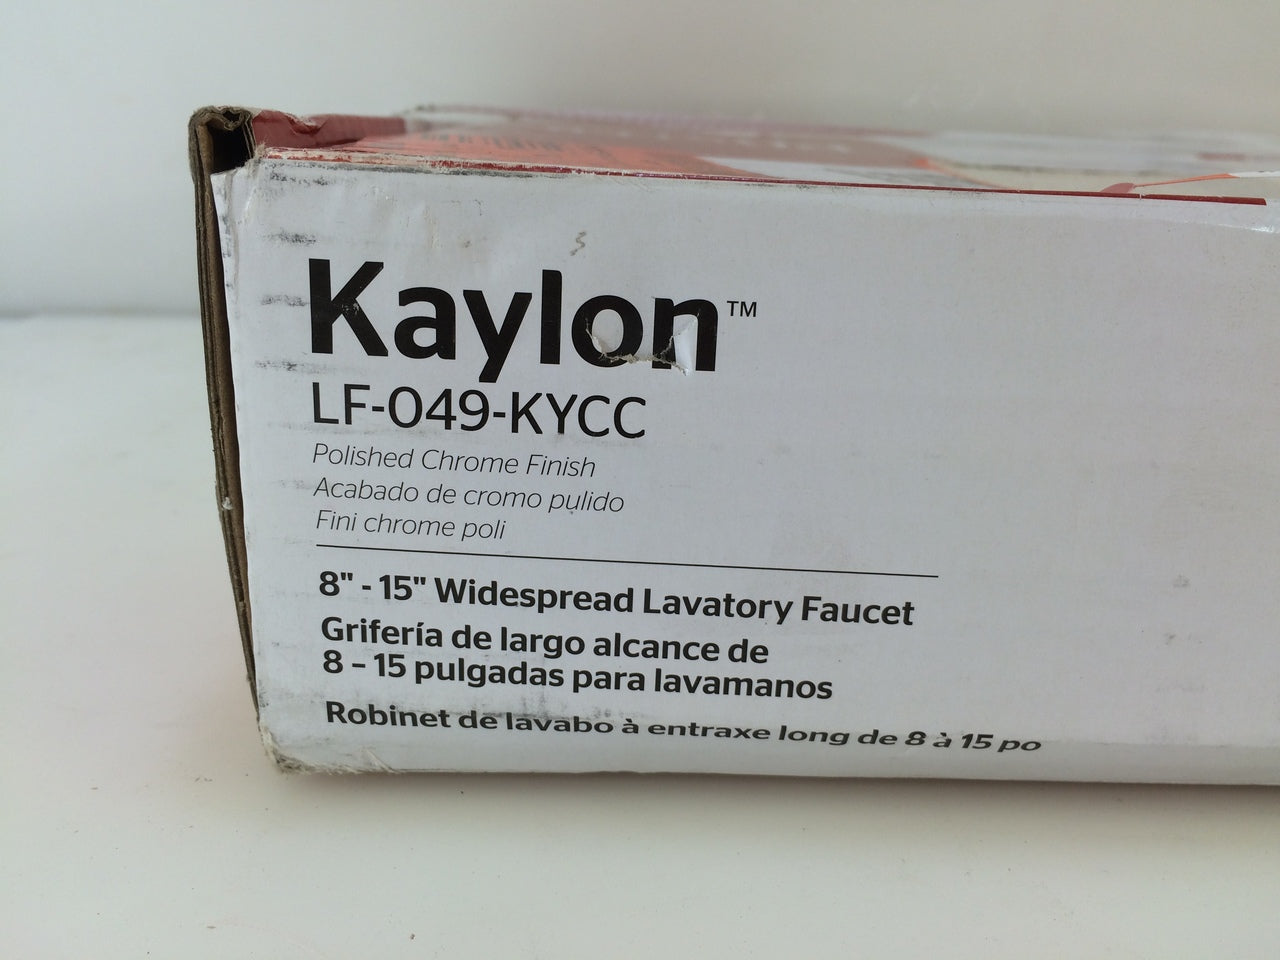 Kaylon™
LF-049-KYCC
Polished Chrome Finish
Acabado de cromo pulido
Fini chrome poli
8" - 15" Widespread Lavatory Faucet
Grifería de largo alcance de
8 – 15 pulgadas para lavamanos
Robinet de lavabo à entraxe long de 8 à 15 po